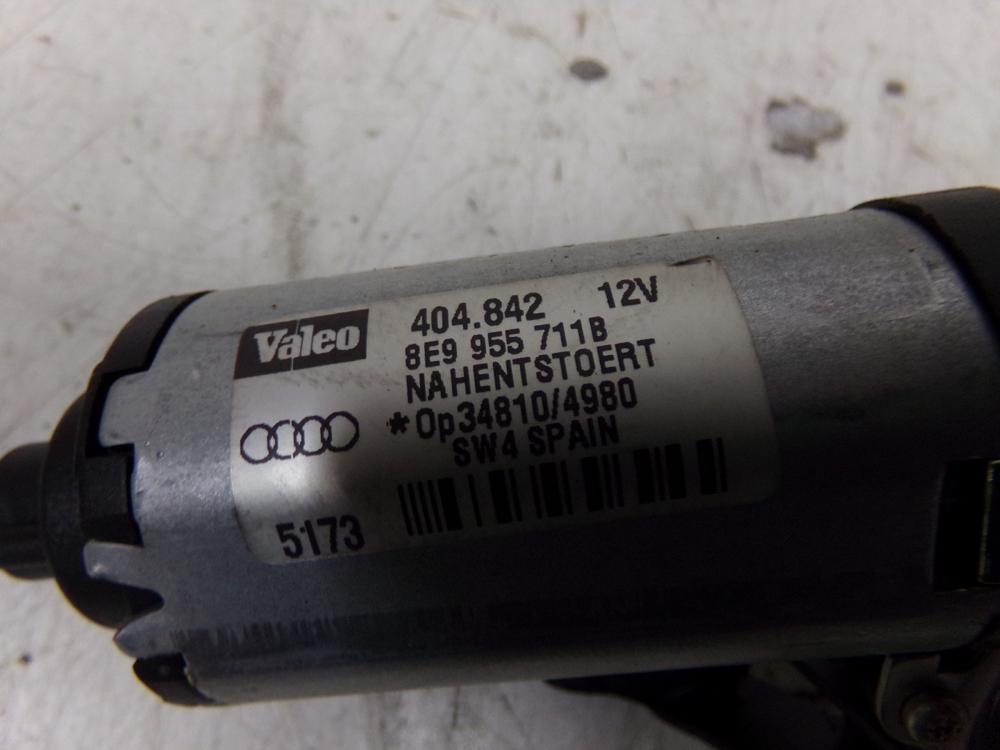 Valeo
404.842 12V
8E9 955 711B
NAHENTSTOERT
*Op34810/4980
SW4 SPAIN
5173